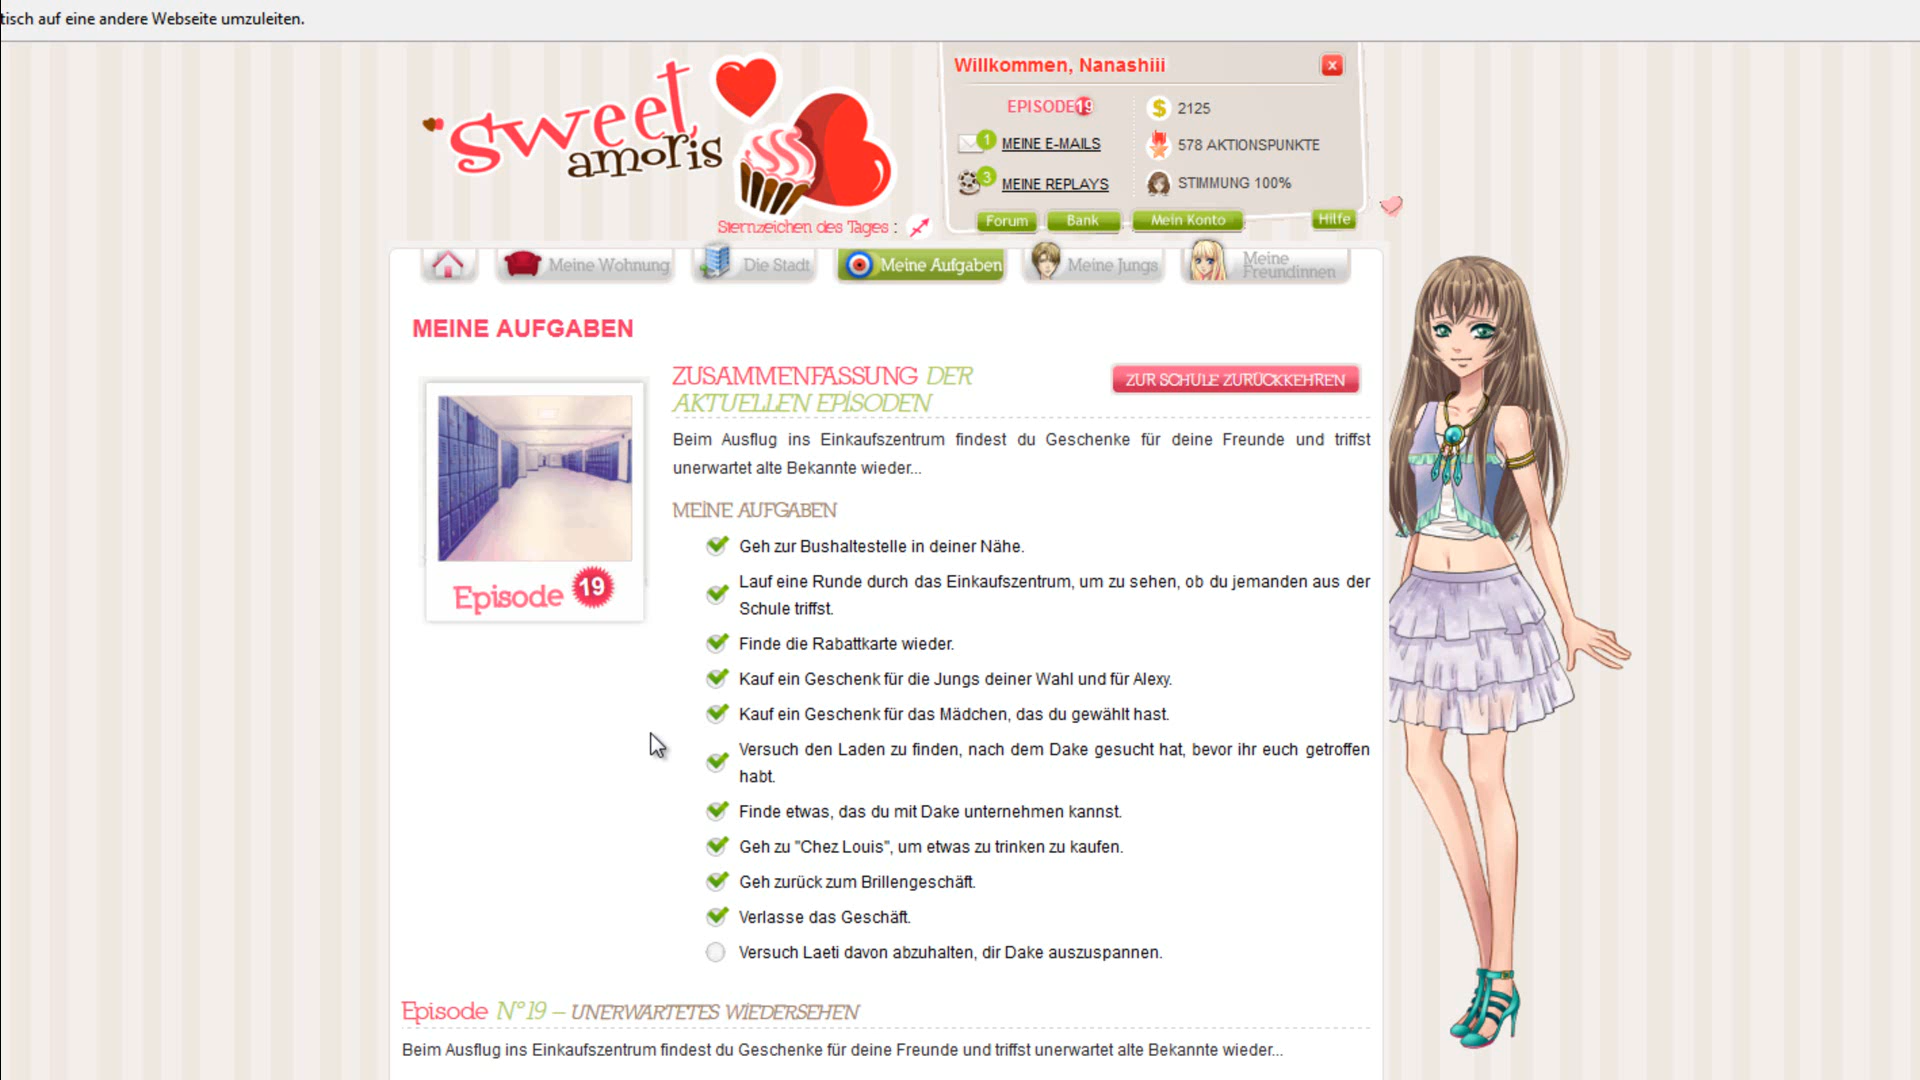 tisch auf eine andere Webseite umzuleiten.
sweet amoris
Sternzeichen des Tages :
Willkommen, Nanashiii
x
EPISODE 19
$ 2125
1 MEINE E-MAILS
578 AKTIONSPUNKTE
3 MEINE REPLAYS
STIMMUNG 100%
Forum
Bank
Mein Konto
Hilfe
Meine Wohnung
Die Stadt
Meine Aufgaben
Meine Jungs
Meine Freundinnen
MEINE AUFGABEN
Episode 19
ZUSAMMENFASSUNG DER
AKTUELLEN EPISODEN
ZUR SCHULE ZURÜCKKEHREN
Beim Ausflug ins Einkaufszentrum findest du Geschenke für deine Freunde und triffst
unerwartet alte Bekannte wieder...
MEINE AUFGABEN
Geh zur Bushaltestelle in deiner Nähe.
Lauf eine Runde durch das Einkaufszentrum, um zu sehen, ob du jemanden aus der
Schule triffst.
Finde die Rabattkarte wieder.
Kauf ein Geschenk für die Jungs deiner Wahl und für Alexy.
Kauf ein Geschenk für das Mädchen, das du gewählt hast.
Versuch den Laden zu finden, nach dem Dake gesucht hat, bevor ihr euch getroffen
habt.
Finde etwas, das du mit Dake unternehmen kannst.
Geh zu "Chez Louis", um etwas zu trinken zu kaufen.
Geh zurück zum Brillengeschäft.
Verlasse das Geschäft.
Versuch Laeti davon abzuhalten, dir Dake auszuspannen.
Episode N°19 – UNERWARTETES WIEDERSEHEN
Beim Ausflug ins Einkaufszentrum findest du Geschenke für deine Freunde und triffst unerwartet alte Bekannte wieder...